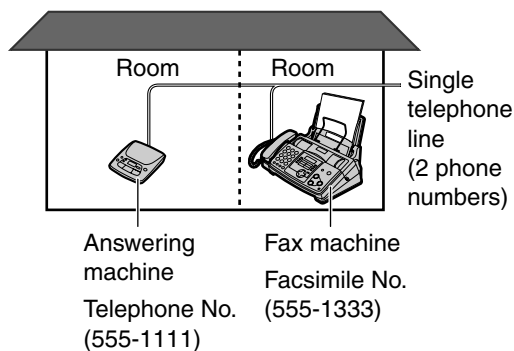 Room
Room
Single
telephone
line
(2 phone
numbers)
Answering
machine
Telephone No.
(555-1111)
Fax machine
Facsimile No.
(555-1333)